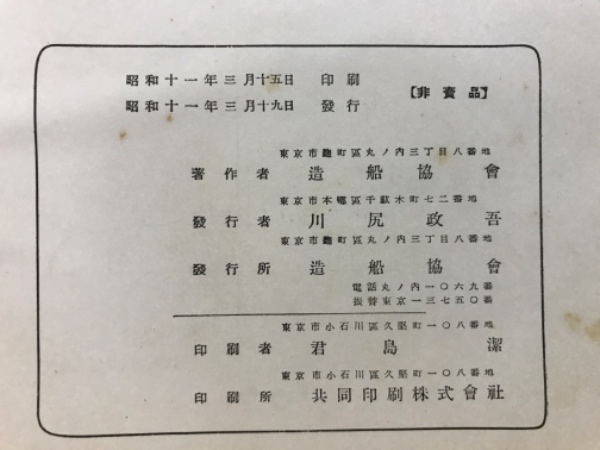 昭和十一年三月十五日 印刷
昭和十一年三月十九日 發行
【非賣品】
東京市麴町區丸ノ內三丁目八番地
著作者 造船協會
東京市本鄕區千駄木町七二番地
發行者 川尻政吾
東京市麴町區丸ノ內三丁目八番地
發行所 造船協會
電話丸ノ內一〇六九番
振替東京一三七五〇番
東京市小石川區久堅町一〇八番地
印刷者 君島潔
東京市小石川區久堅町一〇八番地
印刷所 共同印刷株式會社